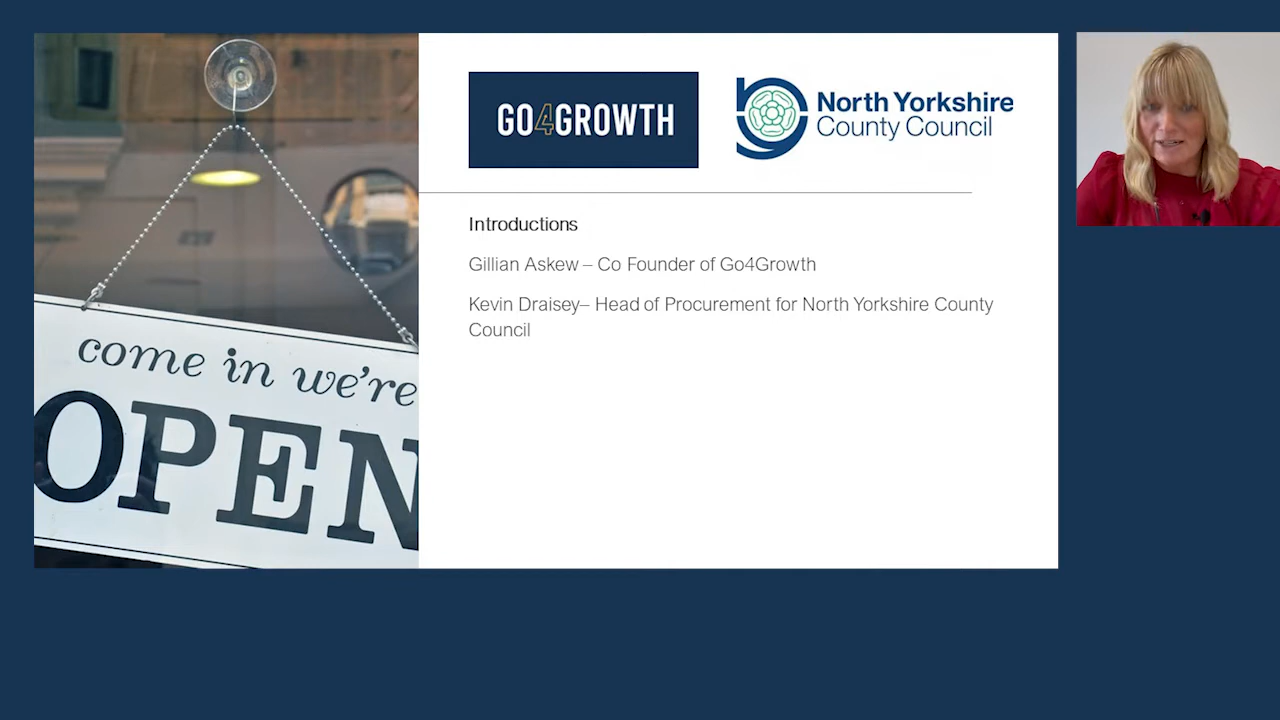 come in we're
OPEN
GO4GROWTH
North Yorkshire
County Council
Introductions
Gillian Askew – Co Founder of Go4Growth
Kevin Draisey– Head of Procurement for North Yorkshire County
Council